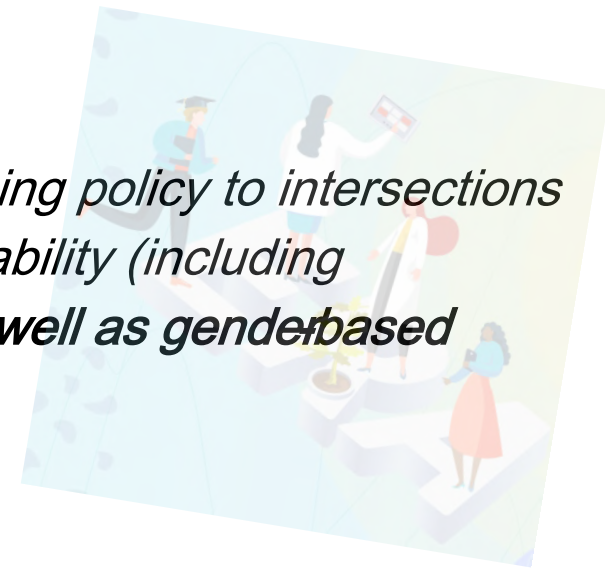 ing policy to intersections
ability (including
well as gender-based